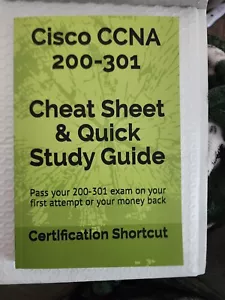 Cisco CCNA
200-301
Cheat Sheet
& Quick
Study Guide
Pass your 200-301 exam on your
first attempt or your money back
Certification Shortcut